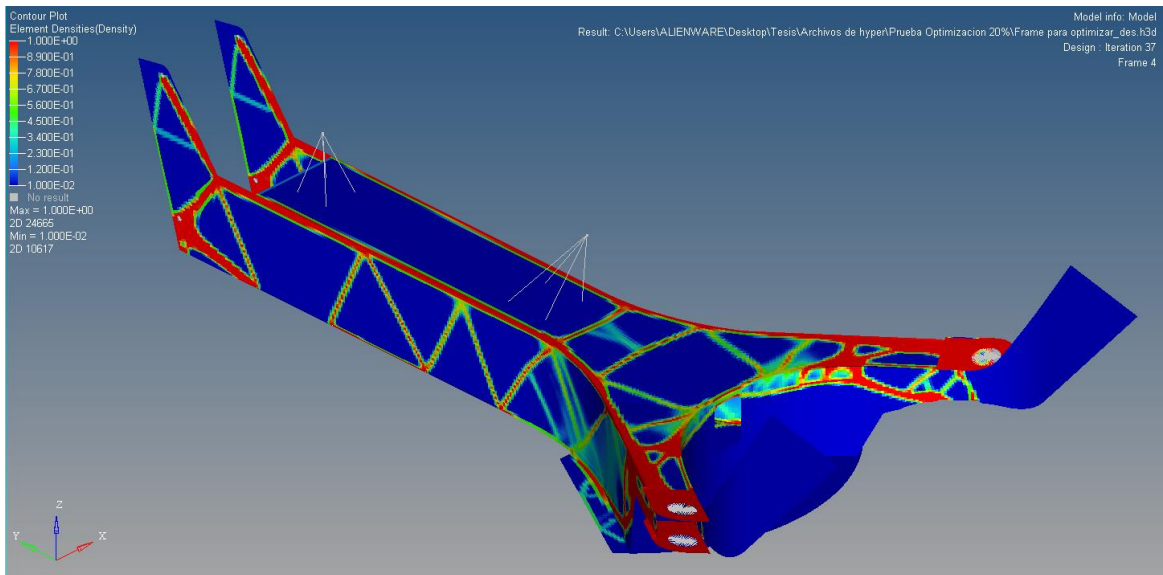 Contour Plot
Element Densities(Density)
1.000E+00
8.900E-01
7.800E-01
6.700E-01
5.600E-01
4.500E-01
3.400E-01
2.300E-01
1.200E-01
1.000E-02
No result
Max = 1.000E+00
2D 24665
Min = 1.000E-02
2D 10617
Model info: Model
Result: C:\Users\ALIENWARE\Desktop\Tesis\Archivos de hyper\Prueba Optimizacion 20%\Frame para optimizar_des.h3d
Design : Iteration 37
Frame 4
Z
Y
X